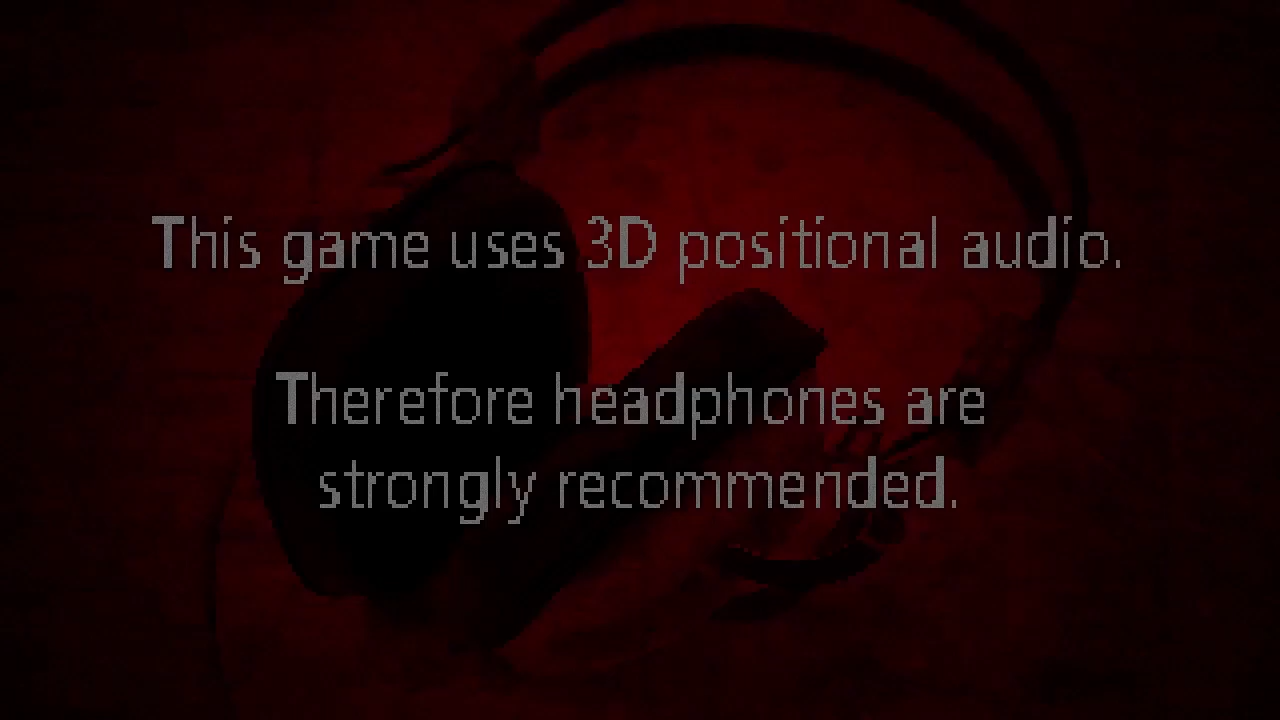 This game uses 3D positional audio.
Therefore headphones are
strongly recommended.